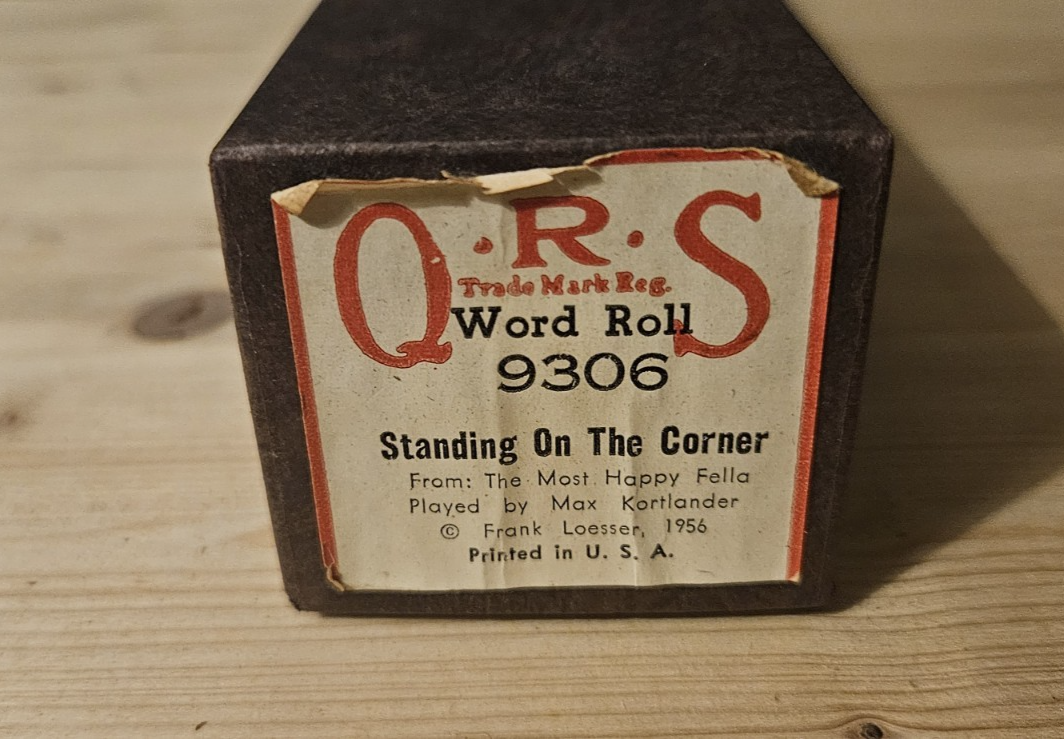 Q·R·S
Trade Mark Reg.
Word Roll
9306
Standing On The Corner
From: The Most Happy Fella
Played by Max Kortlander
© Frank Loesser, 1956
Printed in U. S. A.